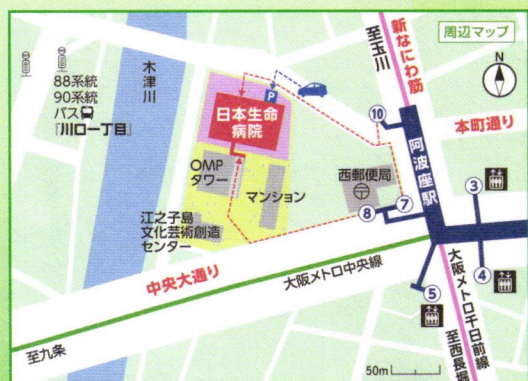 周辺マップ
N
至玉川
新なにわ筋
88系統
90系統
バス
『川口一丁目』
木津川
P
日本生命
病院
⑩
本町通り
阿波座駅
OMP
タワー
マンション
西郵便局
〒
③
⑧
⑦
江之子島
文化芸術創造
センター
中央大通り
大阪メトロ中央線
④
⑤
大阪メトロ千日前線
至西長堀
至九条
50m